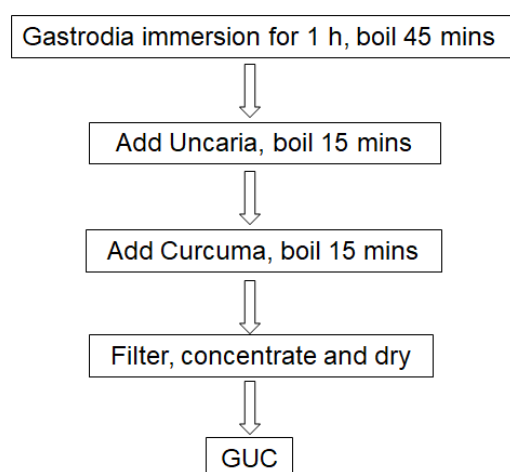 Gastrodia immersion for 1 h, boil 45 mins
Add Uncaria, boil 15 mins
Add Curcuma, boil 15 mins
Filter, concentrate and dry
GUC